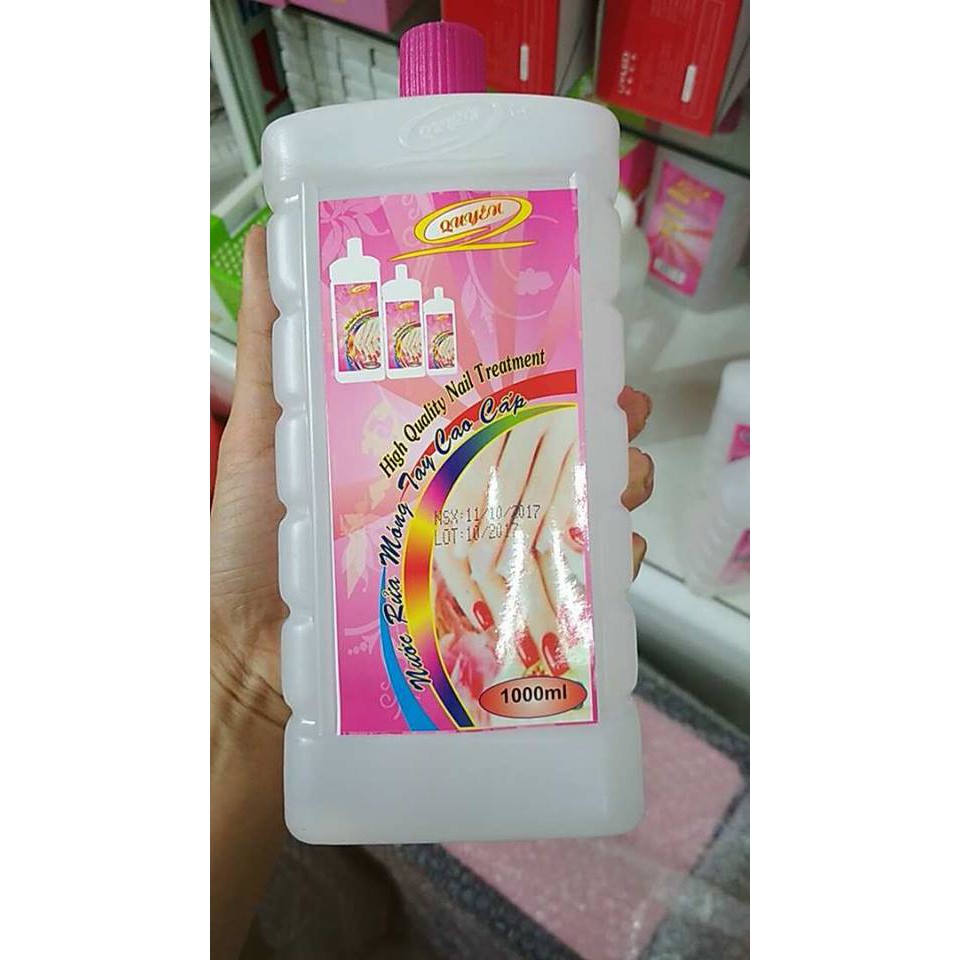 QUYÊN
High Quality Nail Treatment
Nước Rửa Móng Tay Cao Cấp
NSX:11/10/2017
LOT:10/2017
1000ml